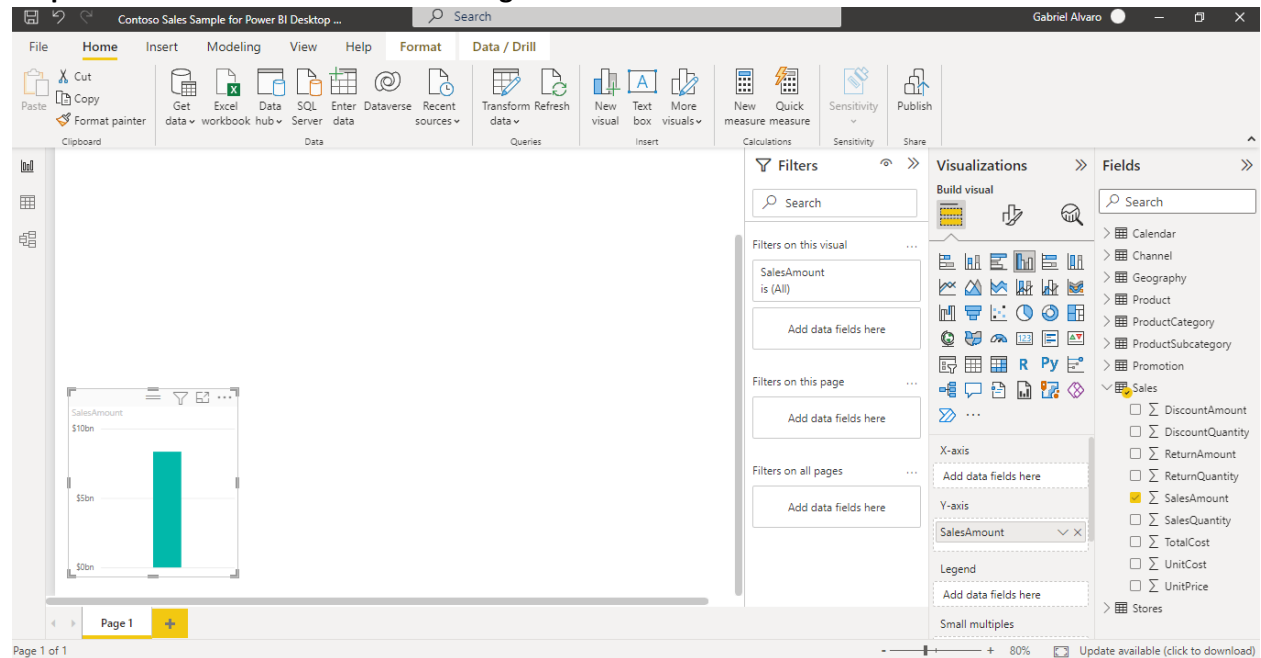 Contoso Sales Sample for Power BI Desktop ...
Search
Gabriel Alvaro
File Home Insert Modeling View Help Format Data / Drill
Paste
Cut
Copy
Format painter
Clipboard
Get data
Excel workbook
Data hub
SQL Server
Enter data
Dataverse
Recent sources
Data
Transform data
Refresh
Queries
New visual
Text box
More visuals
Insert
New measure
Quick measure
Calculations
Sensitivity
Sensitivity
Publish
Share
SalesAmount
$10bn
$5bn
$0bn
Filters
Search
Filters on this visual ...
SalesAmount
is (All)
Add data fields here
Filters on this page ...
Add data fields here
Filters on all pages ...
Add data fields here
Visualizations
Build visual
123
R Py
...
X-axis
Add data fields here
Y-axis
SalesAmount
Legend
Add data fields here
Small multiples
Fields
Search
Calendar
Channel
Geography
Product
ProductCategory
ProductSubcategory
Promotion
Sales
∑ DiscountAmount
∑ DiscountQuantity
∑ ReturnAmount
∑ ReturnQuantity
∑ SalesAmount
∑ SalesQuantity
∑ TotalCost
∑ UnitCost
∑ UnitPrice
Stores
Page 1
Page 1 of 1
- + 80%
Update available (click to download)